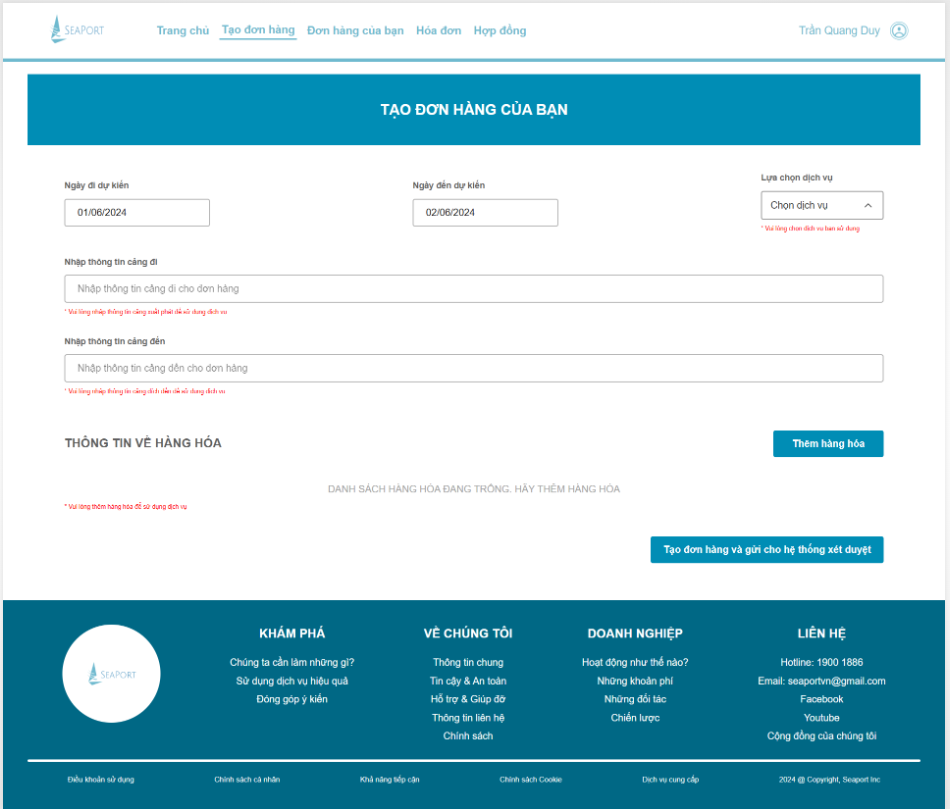 SEAPORT Trang chủ Tạo đơn hàng Đơn hàng của bạn Hóa đơn Hợp đồng Trần Quang Duy
TẠO ĐƠN HÀNG CỦA BẠN
Ngày đi dự kiến Ngày đến dự kiến Lựa chọn dịch vụ
01/06/2024 02/06/2024 Chọn dịch vụ
* Vui lòng chọn dịch vụ bạn sử dụng
Nhập thông tin cảng đi
Nhập thông tin cảng đi cho đơn hàng
* Vui lòng nhập thông tin cảng xuất phát để sử dụng dịch vụ
Nhập thông tin cảng đến
Nhập thông tin cảng đến cho đơn hàng
* Vui lòng nhập thông tin cảng đích đến để sử dụng dịch vụ
THÔNG TIN VỀ HÀNG HÓA Thêm hàng hóa
DANH SÁCH HÀNG HÓA ĐANG TRỐNG. HÃY THÊM HÀNG HÓA
* Vui lòng thêm hàng hóa để sử dụng dịch vụ
Tạo đơn hàng và gửi cho hệ thống xét duyệt
SEAPORT
KHÁM PHÁ
Chúng ta cần làm những gì?
Sử dụng dịch vụ hiệu quả
Đóng góp ý kiến
VỀ CHÚNG TÔI
Thông tin chung
Tin cậy & An toàn
Hỗ trợ & Giúp đỡ
Thông tin liên hệ
Chính sách
DOANH NGHIỆP
Hoạt động như thế nào?
Những khoản phí
Những đối tác
Chiến lược
LIÊN HỆ
Hotline: 1900 1886
Email: seaportvn@gmail.com
Facebook
Youtube
Cộng đồng của chúng tôi
Điều khoản sử dụng Chính sách cá nhân Khả năng tiếp cận Chính sách Cookie Dịch vụ cung cấp 2024 @ Copyright, Seaport Inc